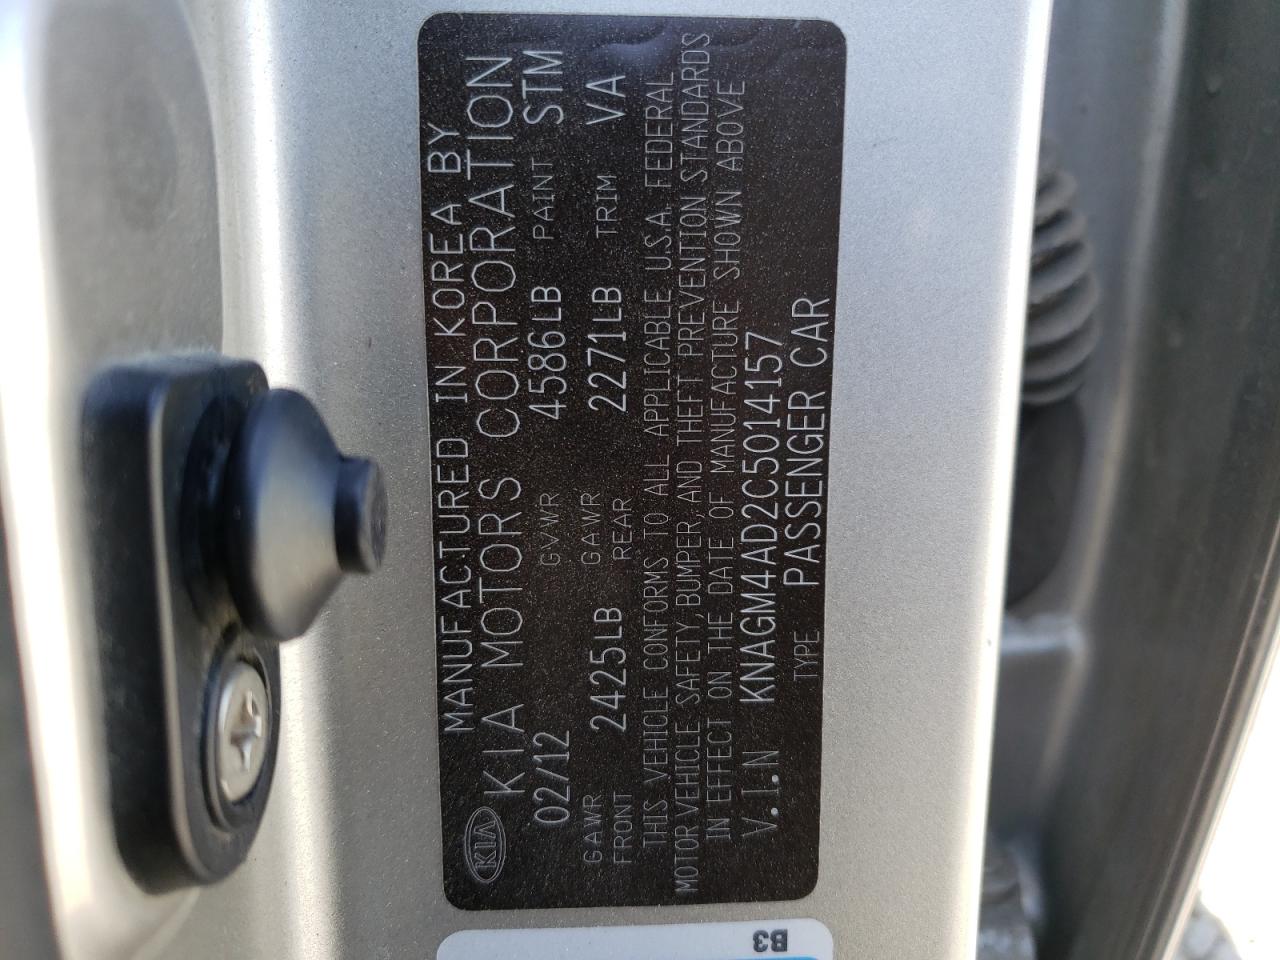 MANUFACTURED IN KOREA BY
KIA KIA MOTORS CORPORATION
02/12 GVWR 4586LB PAINT STM
GAWR FRONT 2425LB GAWR REAR 2271LB TRIM VA
THIS VEHICLE CONFORMS TO ALL APPLICABLE U.S.A. FEDERAL
MOTOR VEHICLE SAFETY, BUMPER, AND THEFT PREVENTION STANDARDS
IN EFFECT ON THE DATE OF MANUFACTURE SHOWN ABOVE
V.I.N KNAGM4AD2C5014157
TYPE PASSENGER CAR
B3